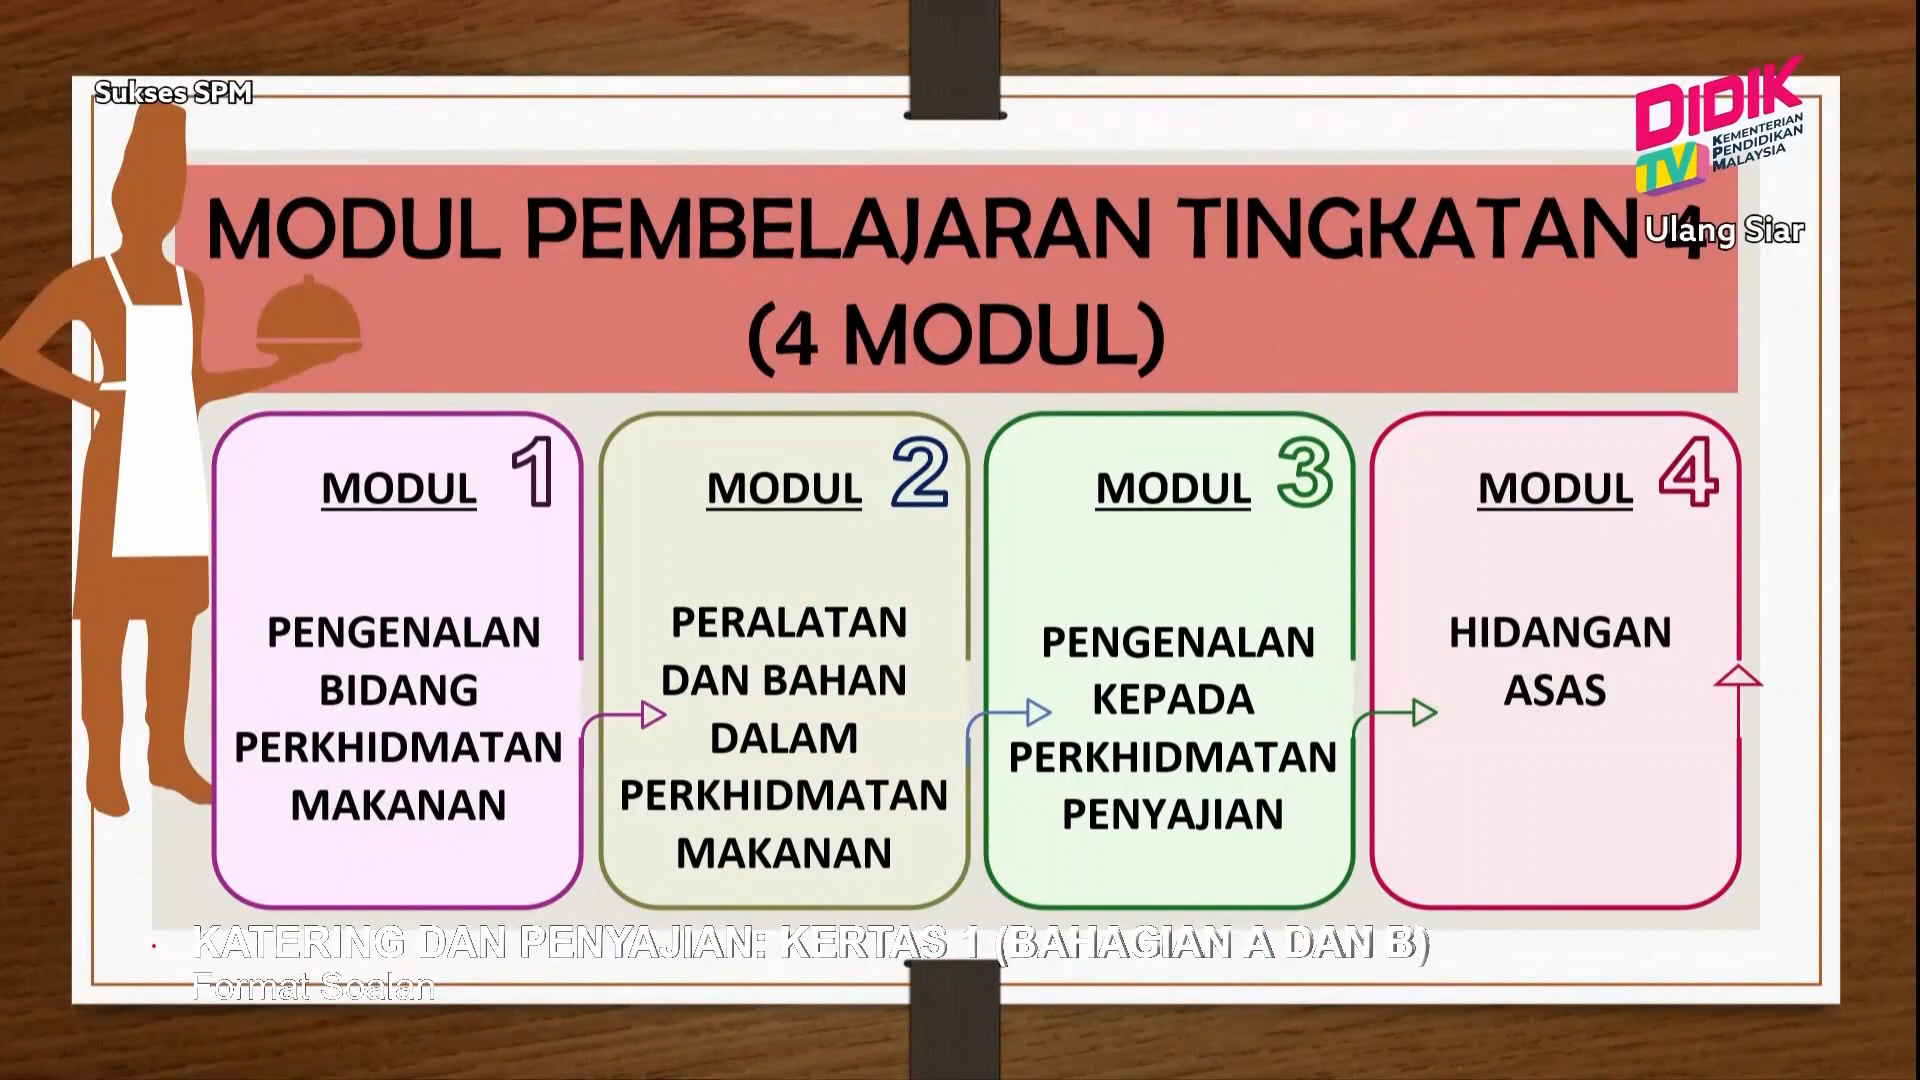 Sukses SPM
DIDIK
TV
KEMENTERIAN
PENDIDIKAN
MALAYSIA
Ulang Siar
MODUL PEMBELAJARAN TINGKATAN 4
(4 MODUL)
MODUL 1
PENGENALAN
BIDANG
PERKHIDMATAN
MAKANAN
MODUL 2
PERALATAN
DAN BAHAN
DALAM
PERKHIDMATAN
MAKANAN
MODUL 3
PENGENALAN
KEPADA
PERKHIDMATAN
PENYAJIAN
MODUL 4
HIDANGAN
ASAS
KATERING DAN PENYAJIAN: KERTAS 1 (BAHAGIAN A DAN B)
Format Soalan